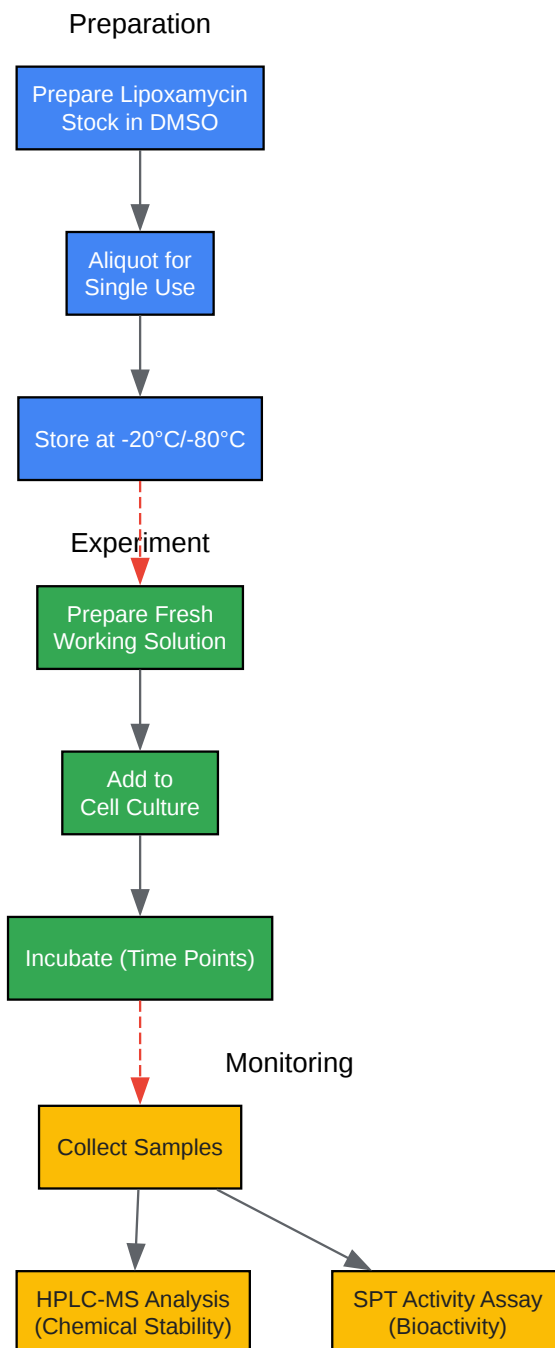 Preparation
Prepare Lipoxamycin
Stock in DMSO
Aliquot for
Single Use
Store at -20°C/-80°C
Experiment
Prepare Fresh
Working Solution
Add to
Cell Culture
Incubate (Time Points)
Monitoring
Collect Samples
HPLC-MS Analysis
(Chemical Stability)
SPT Activity Assay
(Bioactivity)